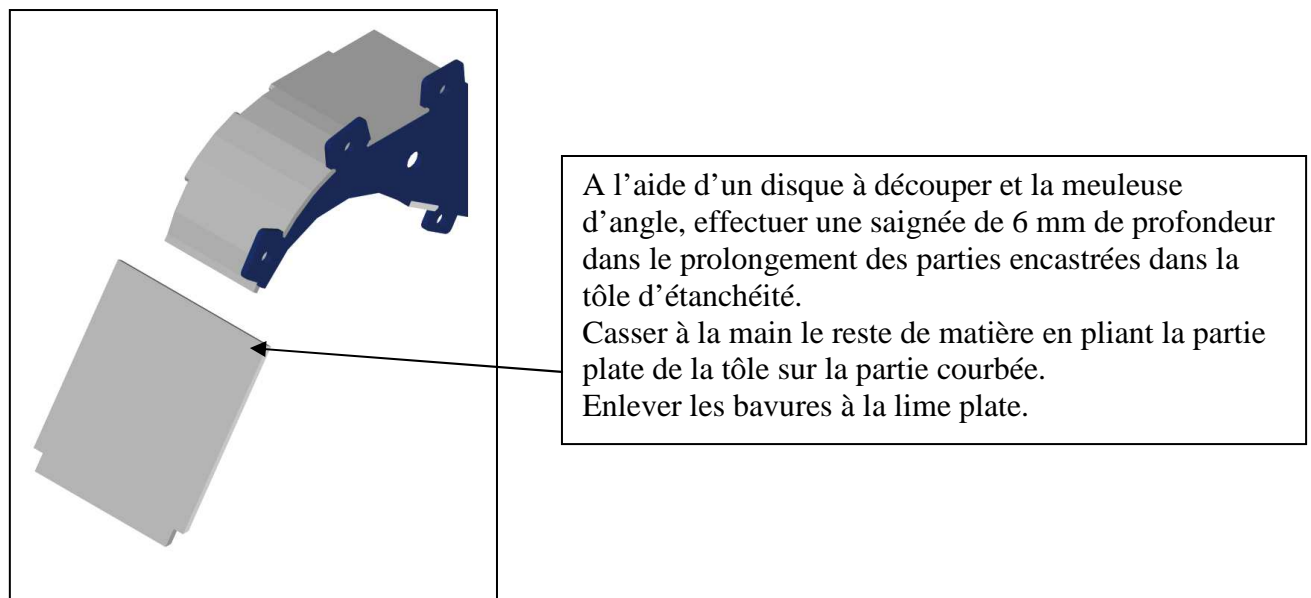 A l’aide d’un disque à découper et la meuleuse
d’angle, effectuer une saignée de 6 mm de profondeur
dans le prolongement des parties encastrées dans la
tôle d’étanchéité.
Casser à la main le reste de matière en pliant la partie
plate de la tôle sur la partie courbée.
Enlever les bavures à la lime plate.